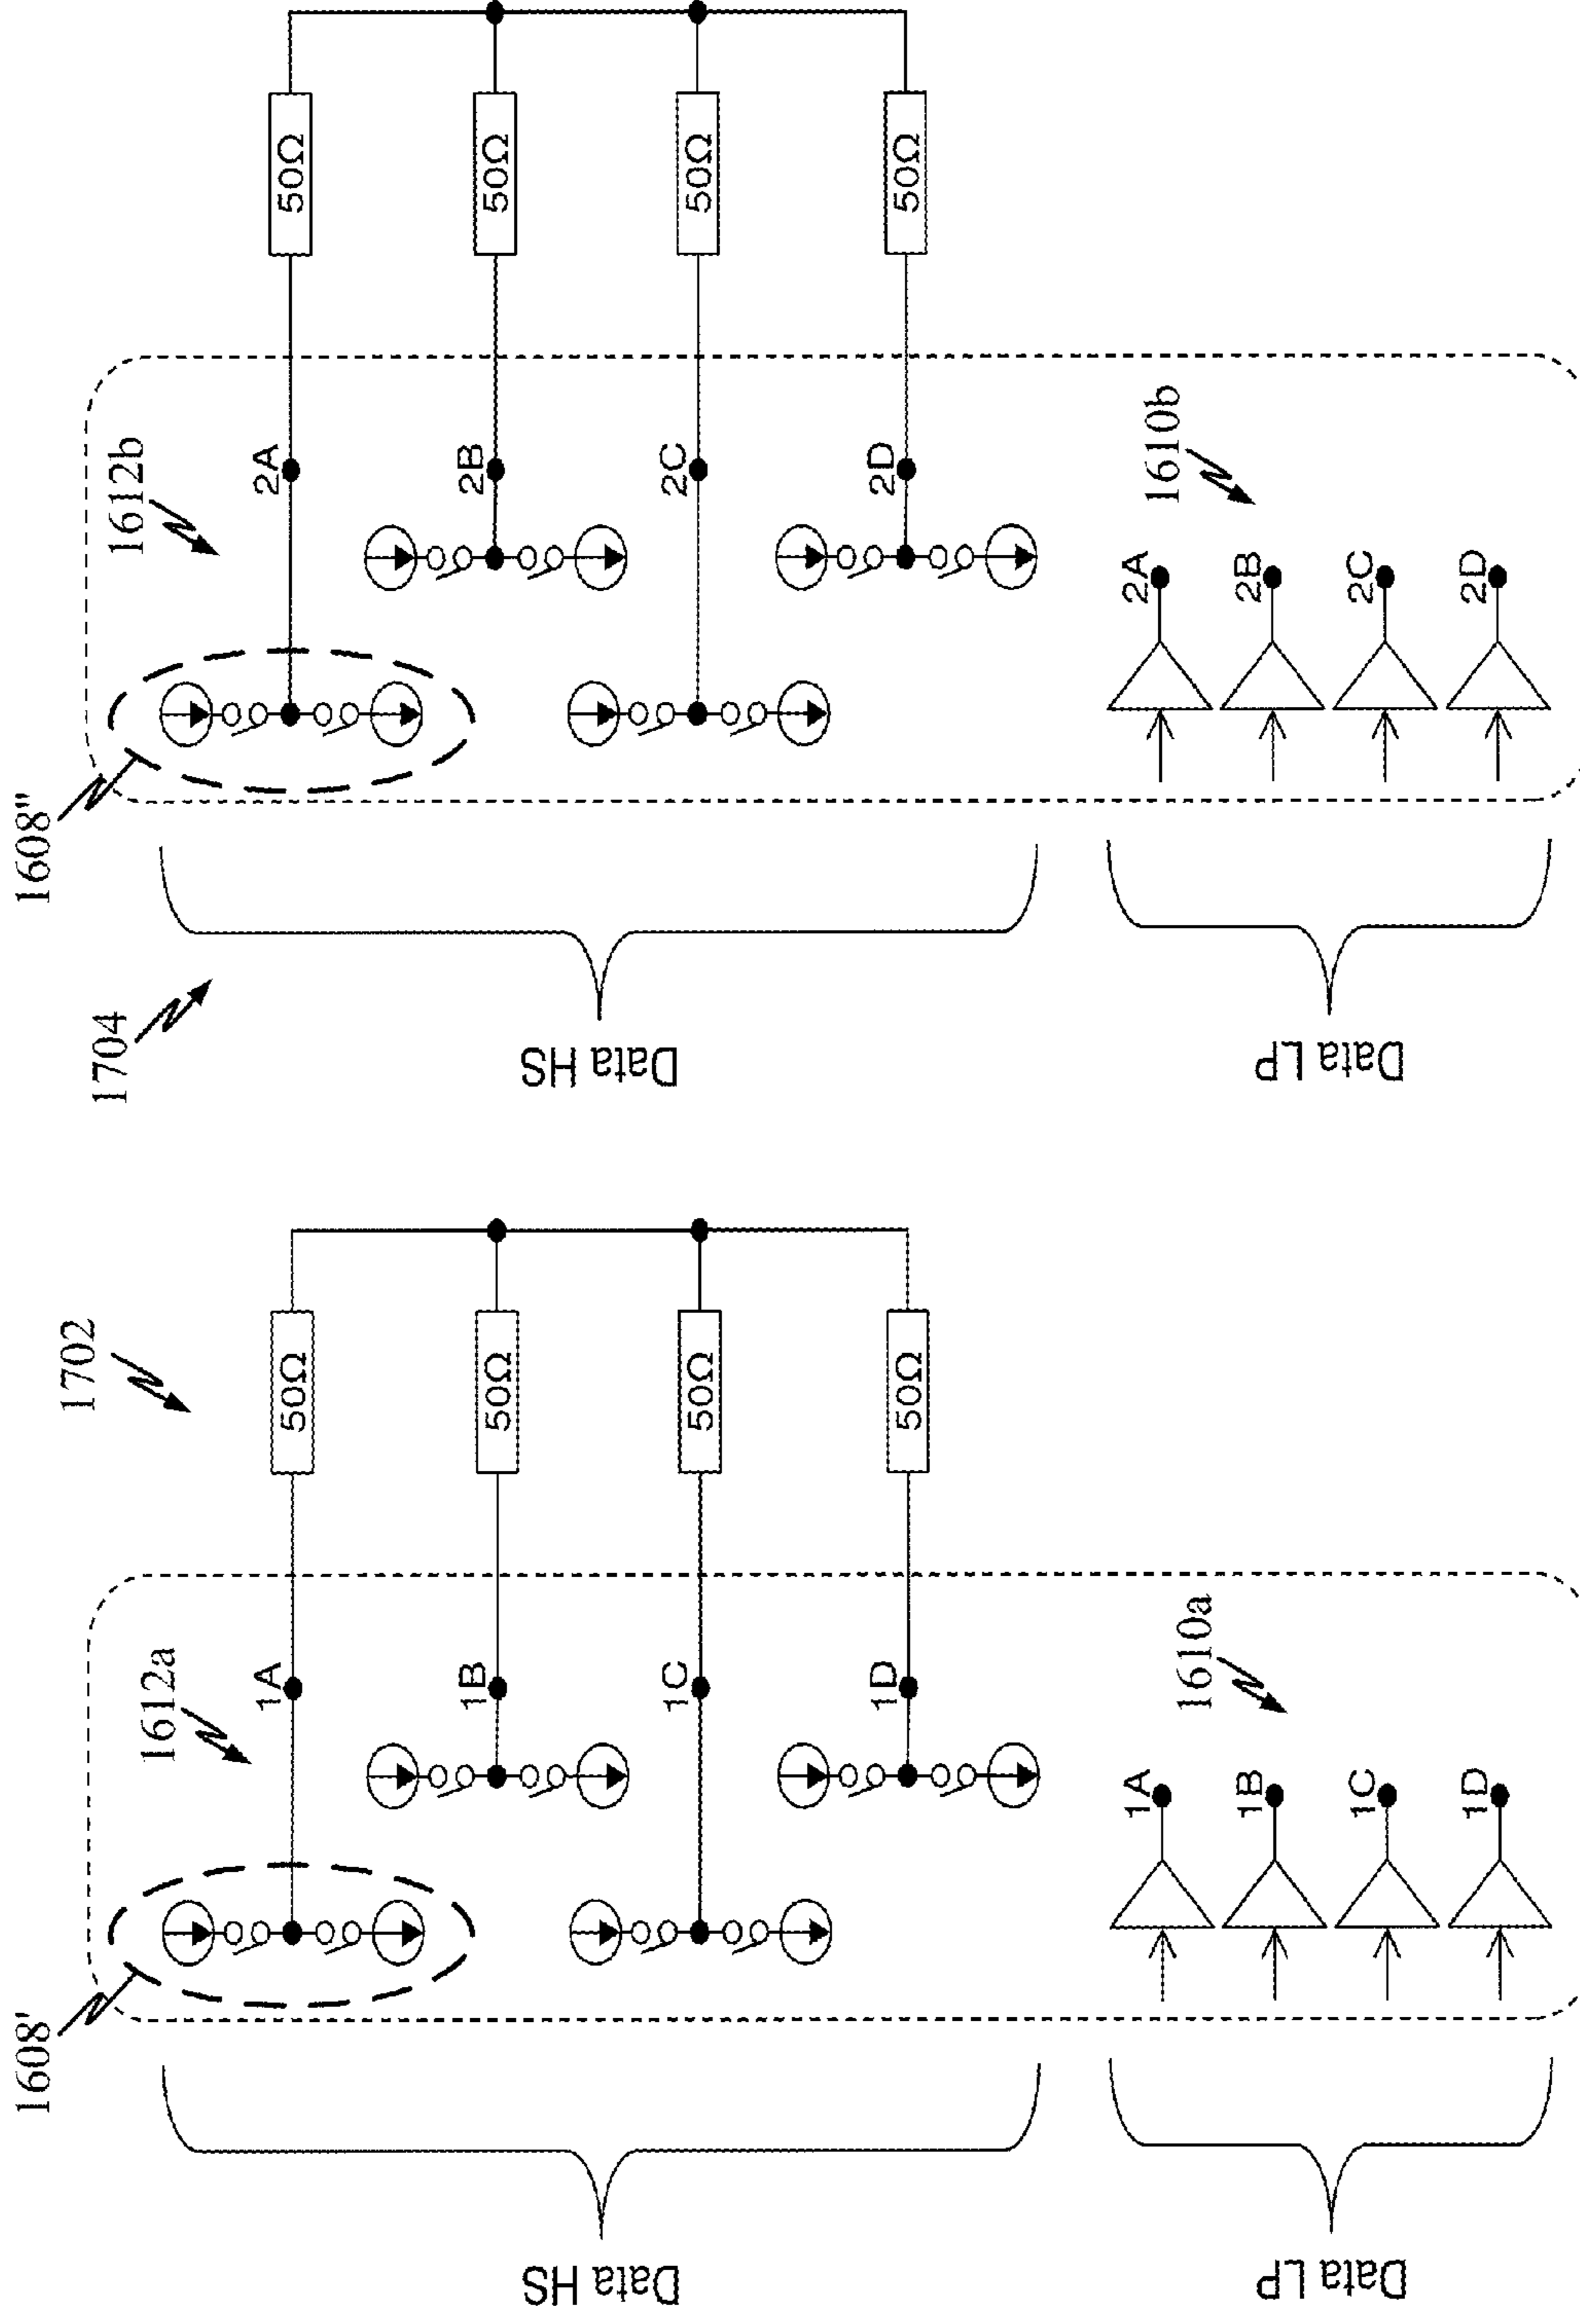 1608"
1612b
2A
50Ω
2B
50Ω
2C
50Ω
2D
50Ω
1704
Data HS
1610b
2A
2B
2C
2D
Data LP
1702
1608'
1612a
1A
50Ω
1B
50Ω
1C
50Ω
1D
50Ω
Data HS
1610a
1A
1B
1C
1D
Data LP